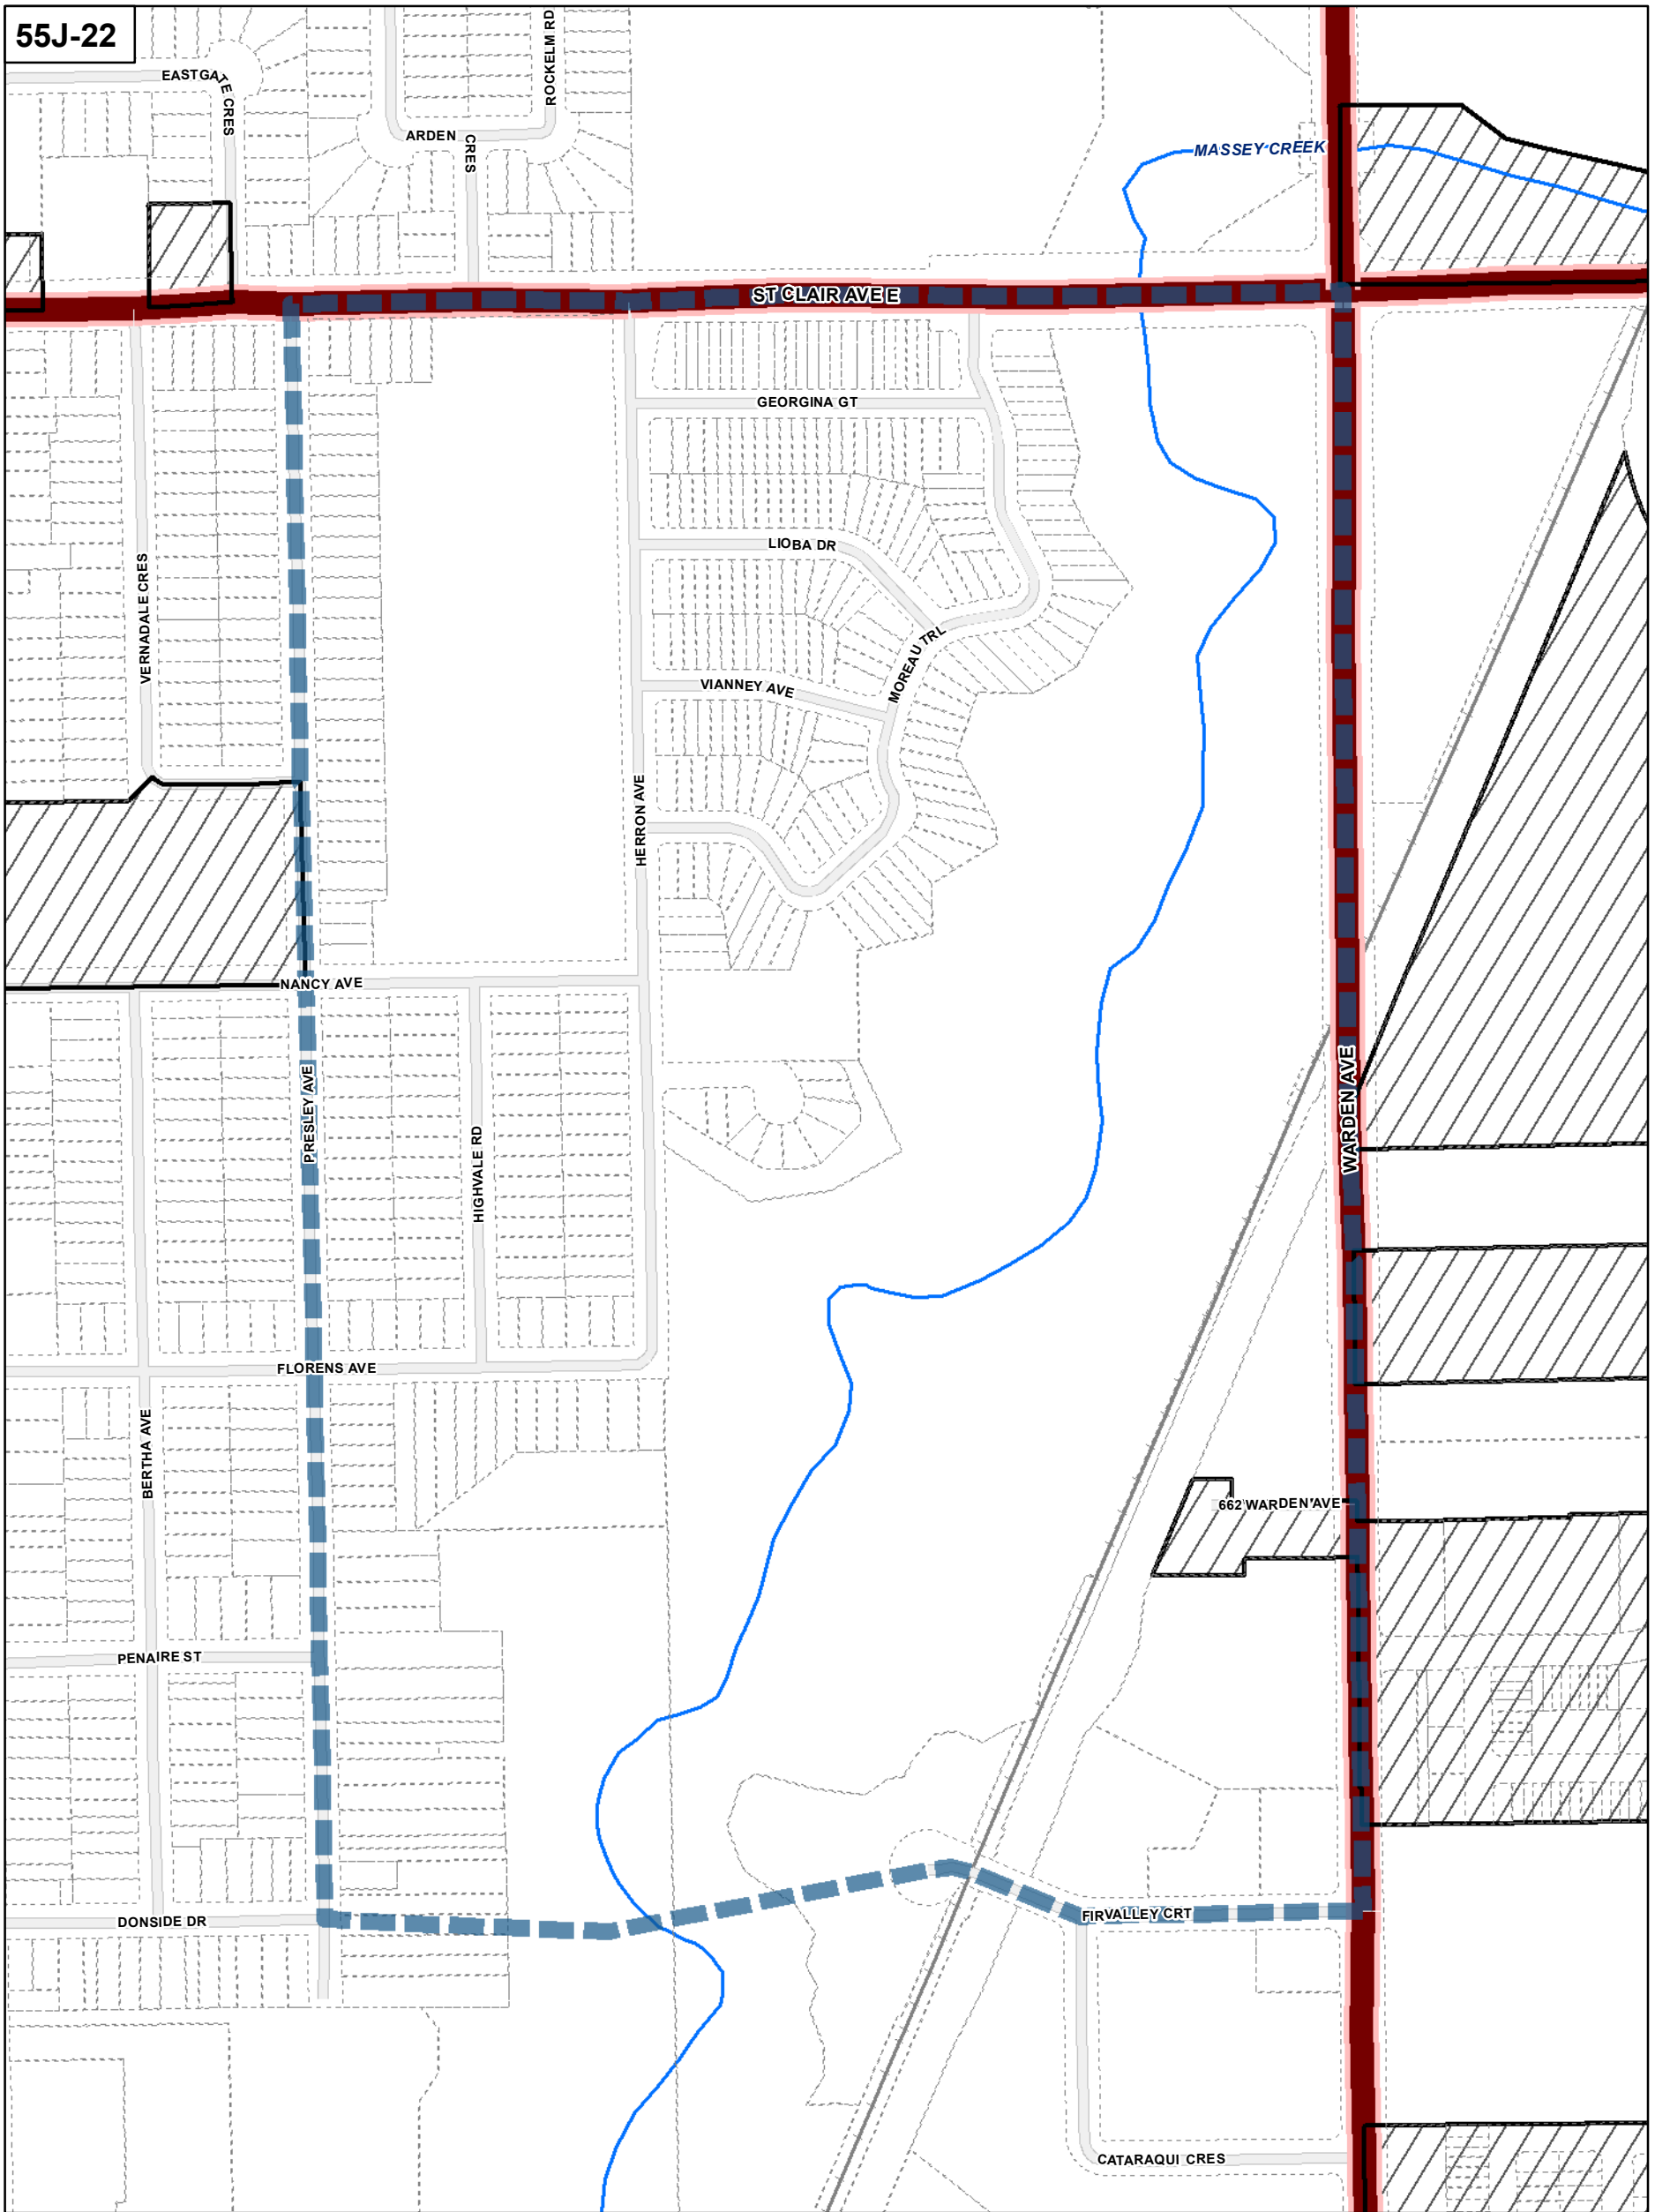 55J-22
EASTGATE CRES
ROCKELM RD
ARDEN CRES
MASSEY CREEK
ST CLAIR AVE E
GEORGINA GT
LIOBA DR
VERNADALE CRES
MOREAU TRL
VIANNEY AVE
HERRON AVE
NANCY AVE
PRESLEY AVE
WARDEN AVE
HIGHVALE RD
FLORENS AVE
BERTHA AVE
662 WARDEN AVE
PENAIRE ST
FIRVALLEY CRT
DONSIDE DR
CATARAQUI CRES